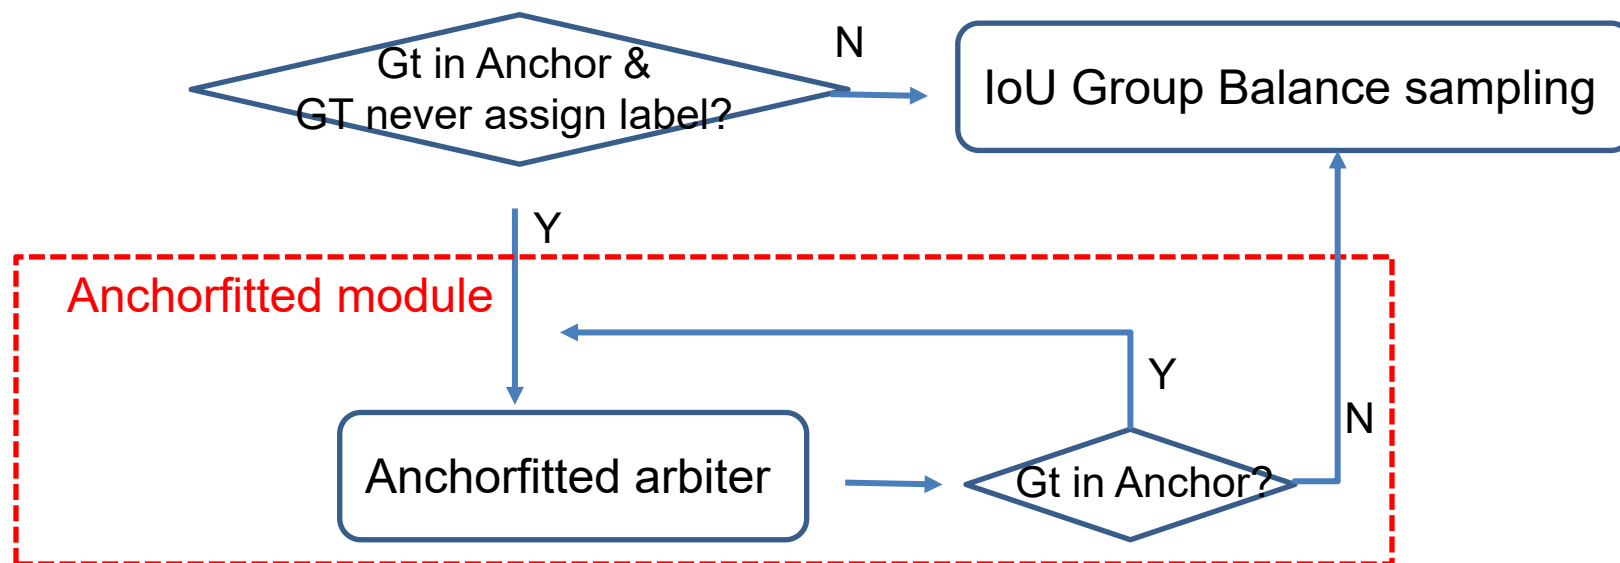 Gt in Anchor &
GT never assign label?
N
IoU Group Balance sampling
Y
Anchorfitted module
Y
N
Anchorfitted arbiter
Gt in Anchor?